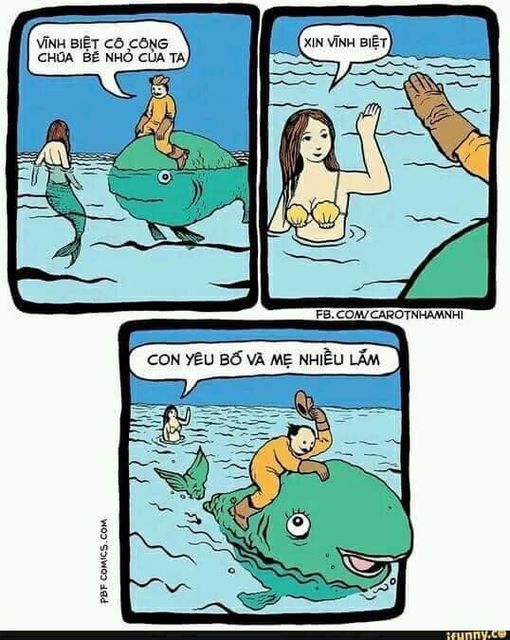 VĨNH BIỆT CÔ CÔNG
CHÚA BÉ NHỎ CỦA TA
XIN VĨNH BIỆT
FB.COM/CAROTNHAMNHI
CON YÊU BỐ VÀ MẸ NHIỀU LẮM
PBF COMICS.COM
ifunny.co